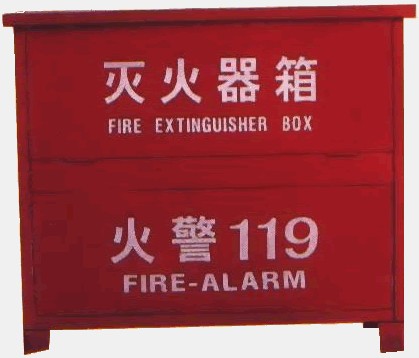 灭火器箱
FIRE EXTINGUISHER BOX
火警119
FIRE-ALARM